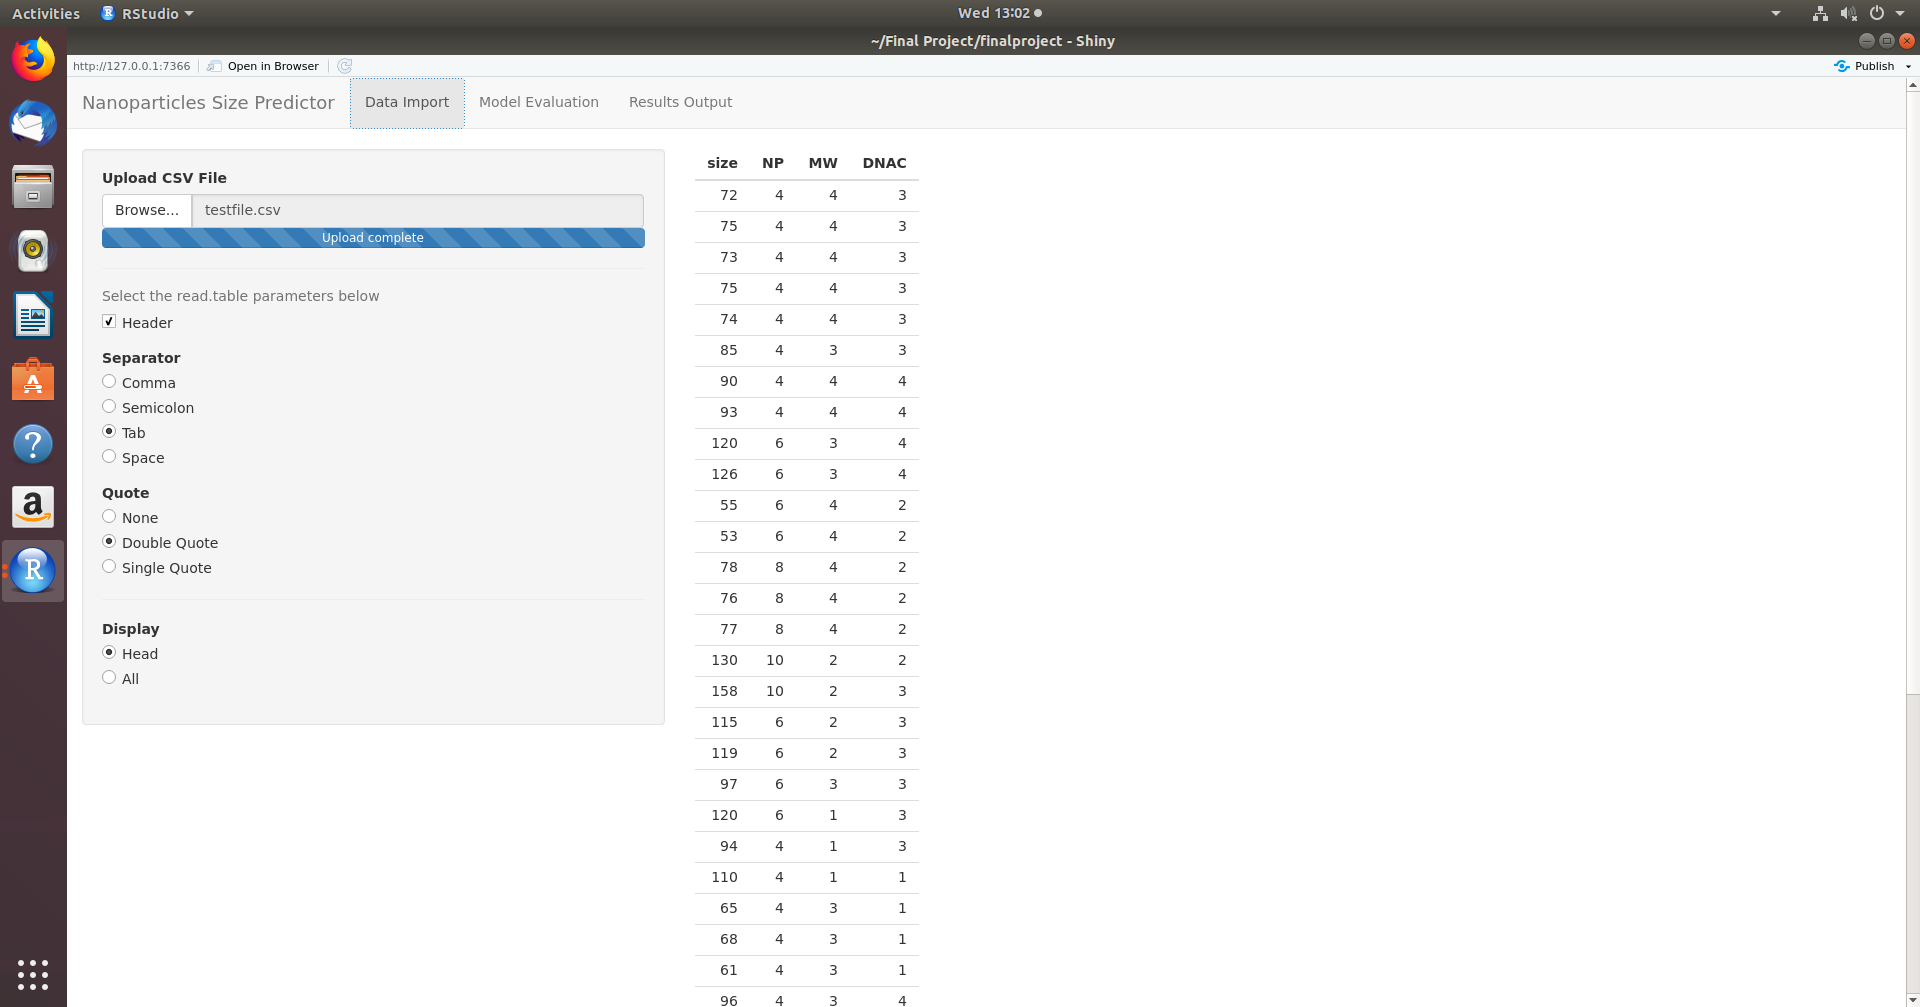 Activities RStudio Wed 13:02
~/Final Project/finalproject - Shiny
http://127.0.0.1:7366 Open in Browser Publish
Nanoparticles Size Predictor Data Import Model Evaluation Results Output
Upload CSV File
Browse... testfile.csv
Upload complete
Select the read.table parameters below
Header
Separator
Comma
Semicolon
Tab
Space
Quote
None
Double Quote
Single Quote
Display
Head
All
size NP MW DNAC
72 4 4 3
75 4 4 3
73 4 4 3
75 4 4 3
74 4 4 3
85 4 3 3
90 4 4 4
93 4 4 4
120 6 3 4
126 6 3 4
55 6 4 2
53 6 4 2
78 8 4 2
76 8 4 2
77 8 4 2
130 10 2 2
158 10 2 3
115 6 2 3
119 6 2 3
97 6 3 3
120 6 1 3
94 4 1 3
110 4 1 1
65 4 3 1
68 4 3 1
61 4 3 1
96 4 3 4